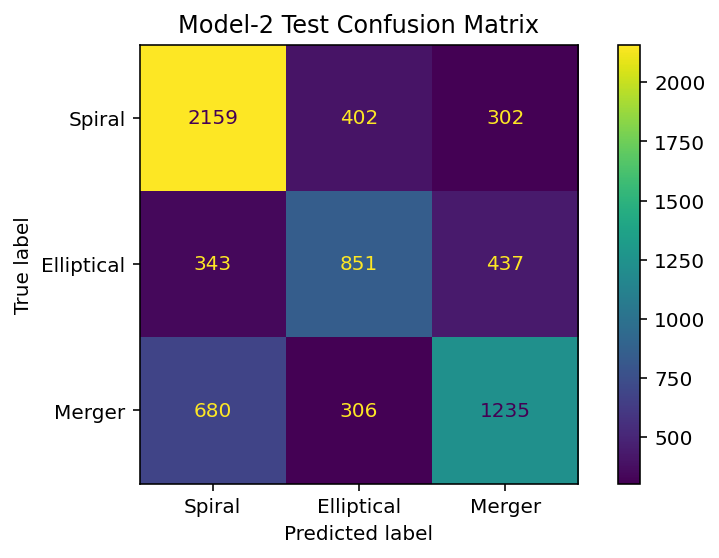 Model-2 Test Confusion Matrix
True label
Spiral
2159 402 302
Elliptical
343 851 437
Merger
680 306 1235
Spiral Elliptical Merger
Predicted label
2000
1750
1500
1250
1000
750
500